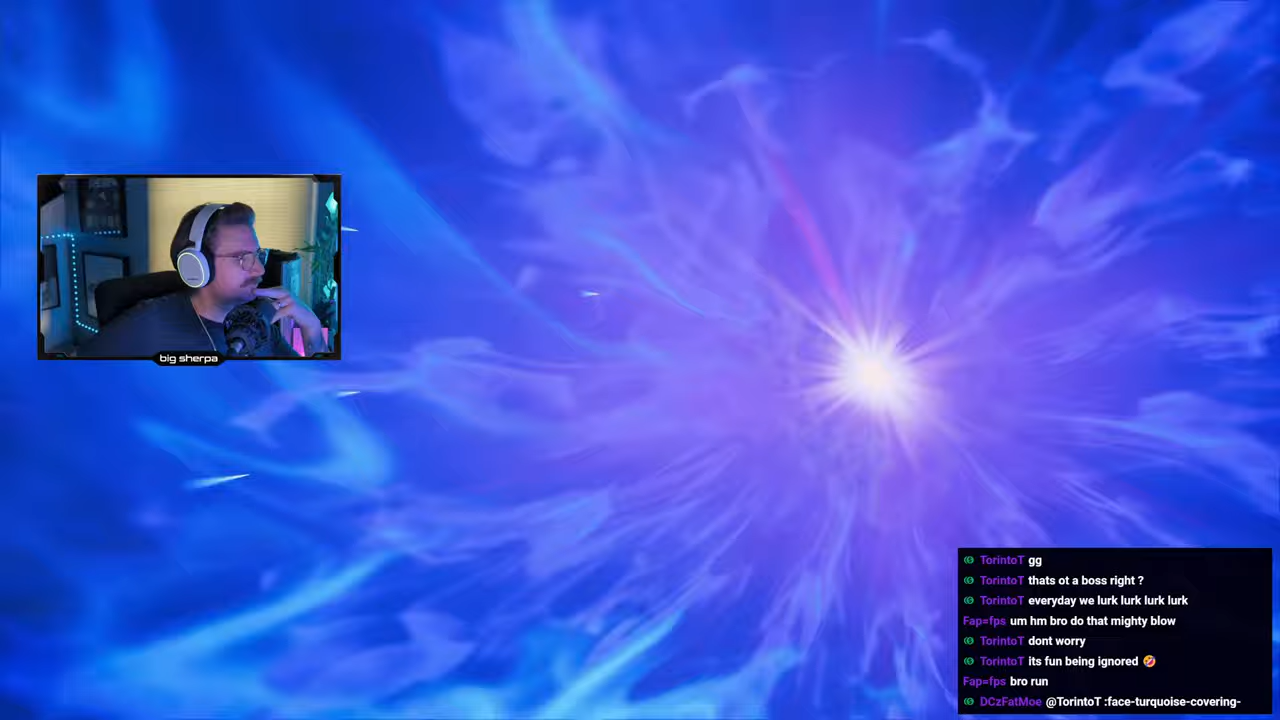 big sherpa
TorintoT gg
TorintoT thats ot a boss right ?
TorintoT everyday we lurk lurk lurk lurk
Fap=fps um hm bro do that mighty blow
TorintoT dont worry
TorintoT its fun being ignored 🤣
Fap=fps bro run
DCzFatMoe @TorintoT :face-turquoise-covering-